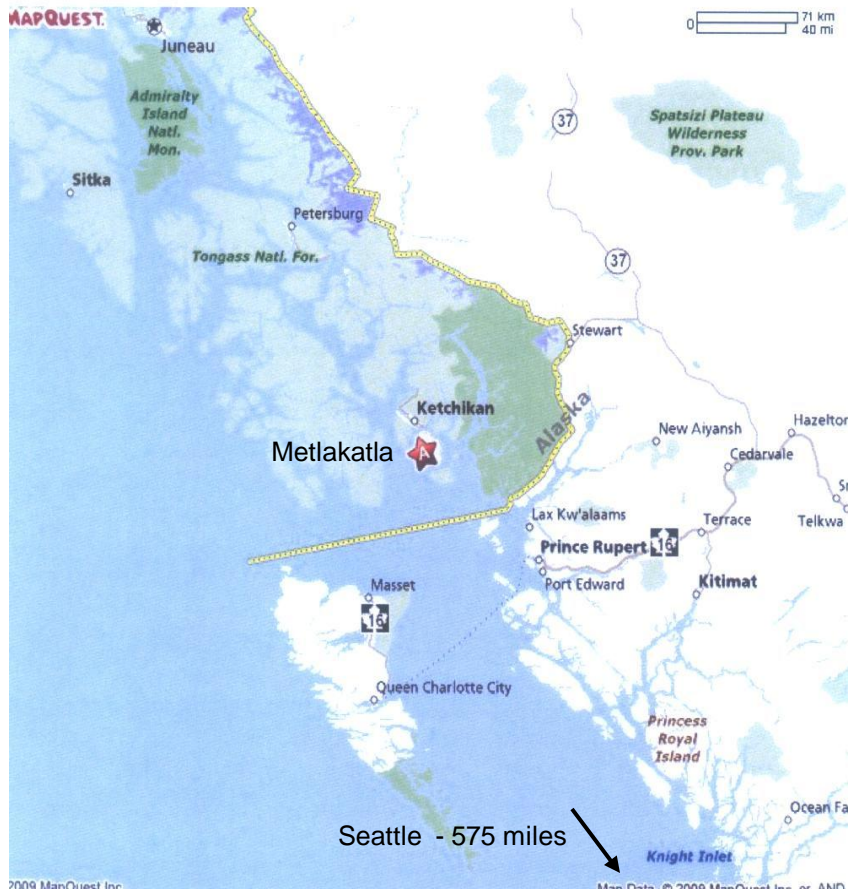 MAPQUEST.
0
71 km
40 mi
Juneau
37
Admiralty
Island
Natl.
Mon.
Spatsizi Plateau
Wilderness
Prov. Park
Sitka
Petersburg
Tongass Natl. For.
37
Stewart
Ketchikan
Alaska
Metlakatla
A
New Aiyansh
Hazelton
Cedarvale
Lax Kw'alaams
Terrace
Telkwa
Prince Rupert
16
Port Edward
Kitimat
Masset
16
Queen Charlotte City
Princess
Royal
Island
Seattle - 575 miles
Ocean Fa
Knight Inlet
2009 MapQuest Inc
Map Data © 2009 MapQuest Inc or AND